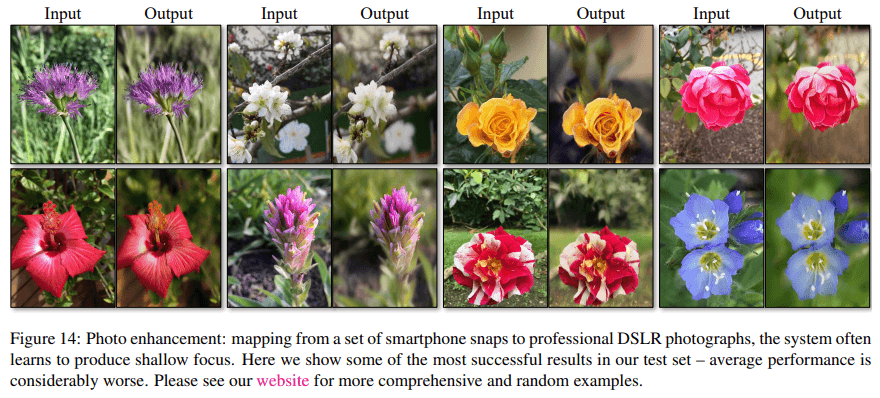 Input Output Input Output Input Output Input Output
Figure 14: Photo enhancement: mapping from a set of smartphone snaps to professional DSLR photographs, the system often
learns to produce shallow focus. Here we show some of the most successful results in our test set – average performance is
considerably worse. Please see our website for more comprehensive and random examples.